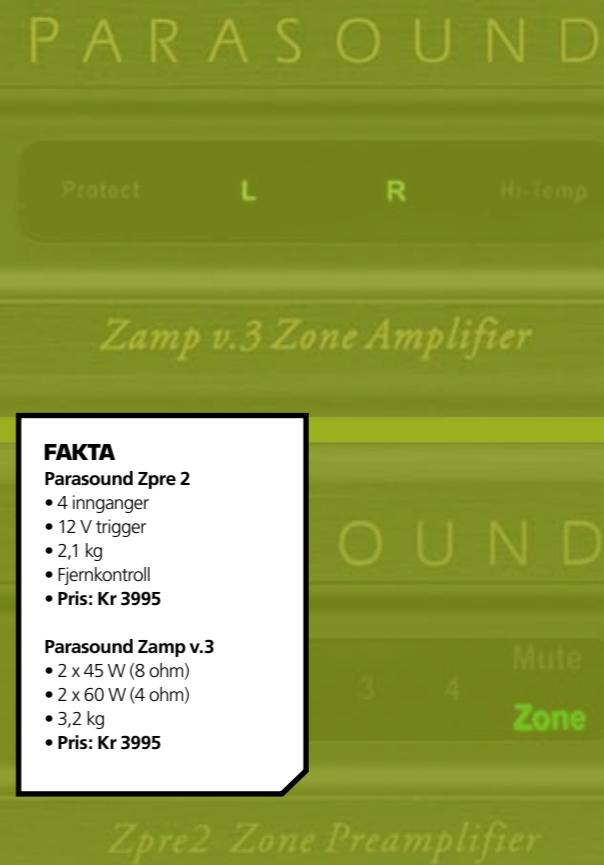 PARASOUND
Protect L R Hi-Temp
Zamp v.3 Zone Amplifier
FAKTA
Parasound Zpre 2
• 4 innganger
• 12 V trigger
• 2,1 kg
• Fjernkontroll
• Pris: Kr 3995
Parasound Zamp v.3
• 2 x 45 W (8 ohm)
• 2 x 60 W (4 ohm)
• 3,2 kg
• Pris: Kr 3995
OUND
Mute
3 4
Zone
Zpre2 Zone Preamplifier